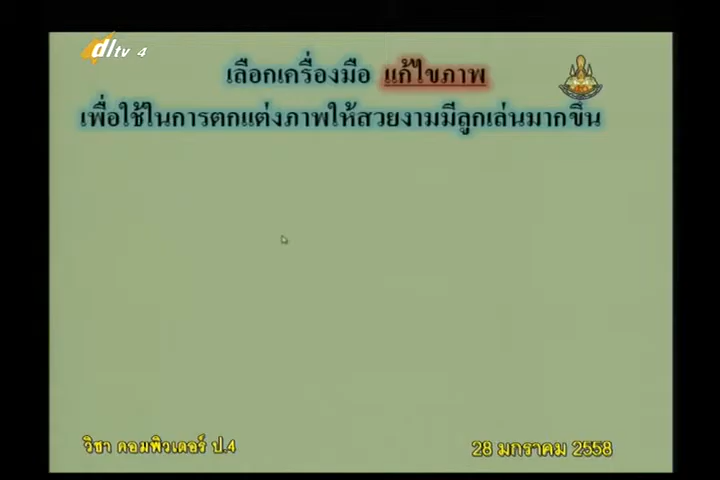 dltv 4
เลือกเครื่องมือ แก้ไขภาพ
เพื่อใช้ในการตกแต่งภาพให้สวยงามมีลูกเล่นมากขึ้น
วิชา คอมพิวเตอร์ ป.4
28 มกราคม 2558